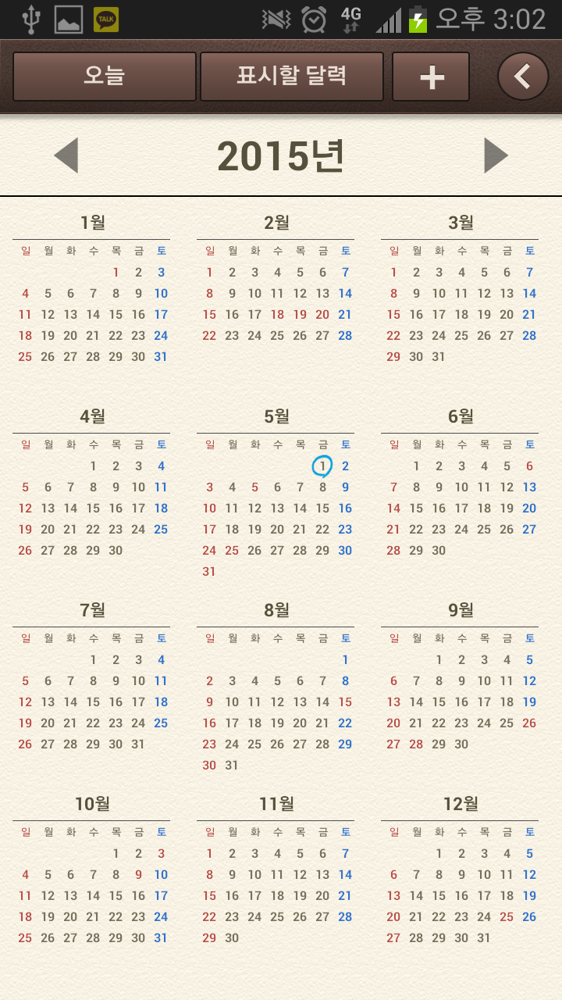 TALK 4G 오후 3:02
오늘 표시할 달력 +
2015년
1월 2월 3월
일 월 화 수 목 금 토 일 월 화 수 목 금 토 일 월 화 수 목 금 토
1 2 3 1 2 3 4 5 6 7 1 2 3 4 5 6 7
4 5 6 7 8 9 10 8 9 10 11 12 13 14 8 9 10 11 12 13 14
11 12 13 14 15 16 17 15 16 17 18 19 20 21 15 16 17 18 19 20 21
18 19 20 21 22 23 24 22 23 24 25 26 27 28 22 23 24 25 26 27 28
25 26 27 28 29 30 31 29 30 31
4월 5월 6월
일 월 화 수 목 금 토 일 월 화 수 목 금 토 일 월 화 수 목 금 토
1 2 3 4 1 2 1 2 3 4 5 6
5 6 7 8 9 10 11 3 4 5 6 7 8 9 7 8 9 10 11 12 13
12 13 14 15 16 17 18 10 11 12 13 14 15 16 14 15 16 17 18 19 20
19 20 21 22 23 24 25 17 18 19 20 21 22 23 21 22 23 24 25 26 27
26 27 28 29 30 24 25 26 27 28 29 30 28 29 30
31
7월 8월 9월
일 월 화 수 목 금 토 일 월 화 수 목 금 토 일 월 화 수 목 금 토
1 2 3 4 1 1 2 3 4 5
5 6 7 8 9 10 11 2 3 4 5 6 7 8 6 7 8 9 10 11 12
12 13 14 15 16 17 18 9 10 11 12 13 14 15 13 14 15 16 17 18 19
19 20 21 22 23 24 25 16 17 18 19 20 21 22 20 21 22 23 24 25 26
26 27 28 29 30 31 23 24 25 26 27 28 29 27 28 29 30
30 31
10월 11월 12월
일 월 화 수 목 금 토 일 월 화 수 목 금 토 일 월 화 수 목 금 토
1 2 3 1 2 3 4 5 6 7 1 2 3 4 5
4 5 6 7 8 9 10 8 9 10 11 12 13 14 6 7 8 9 10 11 12
11 12 13 14 15 16 17 15 16 17 18 19 20 21 13 14 15 16 17 18 19
18 19 20 21 22 23 24 22 23 24 25 26 27 28 20 21 22 23 24 25 26
25 26 27 28 29 30 31 29 30 27 28 29 30 31